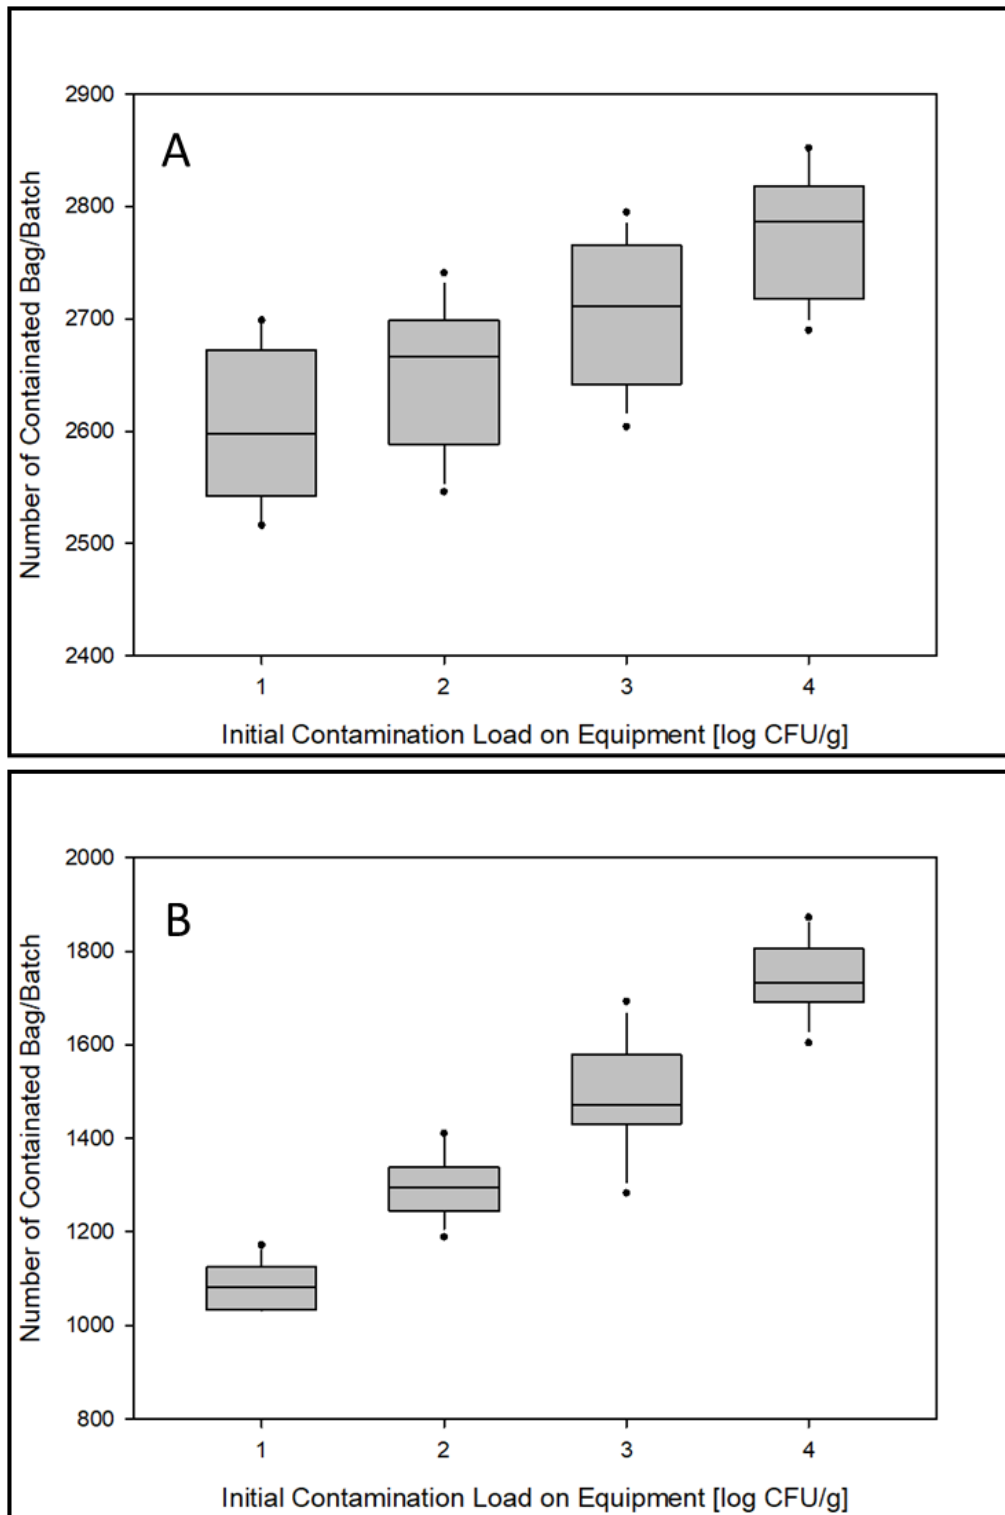 A
Number of Containated Bag/Batch
2900
2800
2700
2600
2500
2400
1 2 3 4
Initial Contamination Load on Equipment [log CFU/g]
B
Number of Containated Bag/Batch
2000
1800
1600
1400
1200
1000
800
1 2 3 4
Initial Contamination Load on Equipment [log CFU/g]